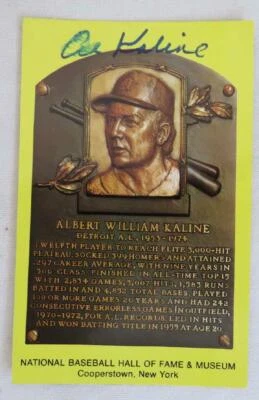 Al Kaline
ALBERT WILLIAM KALINE
DETROIT A.L., 1953-1974
TWELFTH PLAYER TO REACH ELITE 3,000-HIT
PLATEAU. SOCKED 399 HOMERS AND ATTAINED
.297 CAREER AVERAGE, WITH NINE YEARS IN
.300 CLASS. FINISHED IN ALL-TIME TOP 15
WITH 2,834 GAMES, 3,007 HITS, 1,583 RUNS
BATTED IN AND 4,852 TOTAL BASES. PLAYED
100 OR MORE GAMES 20 YEARS AND HAD 242
CONSECUTIVE ERRORLESS GAMES IN OUTFIELD,
1970-1972, FOR A.L. RECORDS. LED IN HITS
AND WON BATTING TITLE IN 1955 AT AGE 20.
NATIONAL BASEBALL HALL OF FAME & MUSEUM
Cooperstown, New York